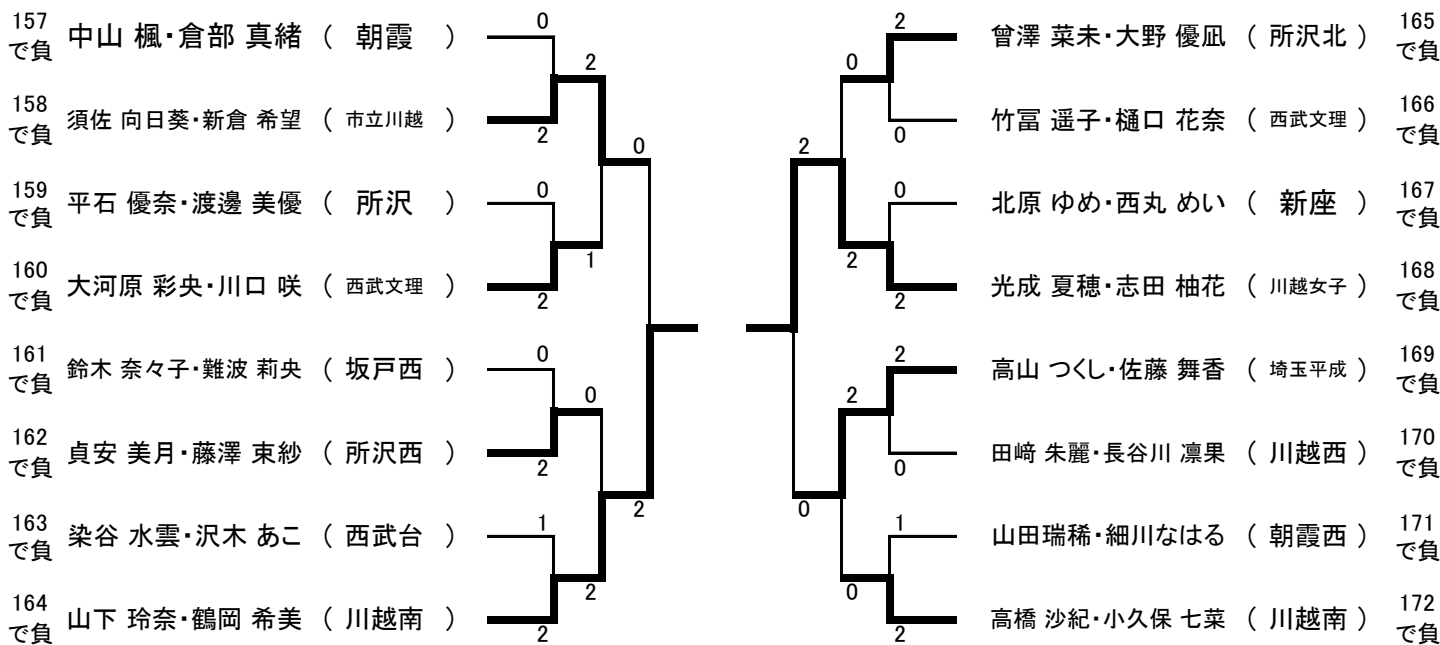 157
で負
中山 楓・倉部 真緒 ( 朝霞 )
0
2
158
で負
須佐 向日葵・新倉 希望 ( 市立川越 )
2
0
159
で負
平石 優奈・渡邊 美優 ( 所沢 )
0
1
160
で負
大河原 彩央・川口 咲 ( 西武文理 )
2
161
で負
鈴木 奈々子・難波 莉央 ( 坂戸西 )
0
0
162
で負
貞安 美月・藤澤 束紗 ( 所沢西 )
2
2
163
で負
染谷 水雲・沢木 あこ ( 西武台 )
1
2
164
で負
山下 玲奈・鶴岡 希美 ( 川越南 )
2
2
曾澤 菜未・大野 優凪 ( 所沢北 )
165
で負
0
竹冨 遥子・樋口 花奈 ( 西武文理 )
0
166
で負
2
0
北原 ゆめ・西丸 めい ( 新座 )
167
で負
2
光成 夏穂・志田 柚花 ( 川越女子 )
2
168
で負
2
高山 つくし・佐藤 舞香 ( 埼玉平成 )
169
で負
2
田﨑 朱麗・長谷川 凛果 ( 川越西 )
0
170
で負
0
1
山田瑞稀・細川なはる ( 朝霞西 )
171
で負
0
高橋 沙紀・小久保 七菜 ( 川越南 )
2
172
で負